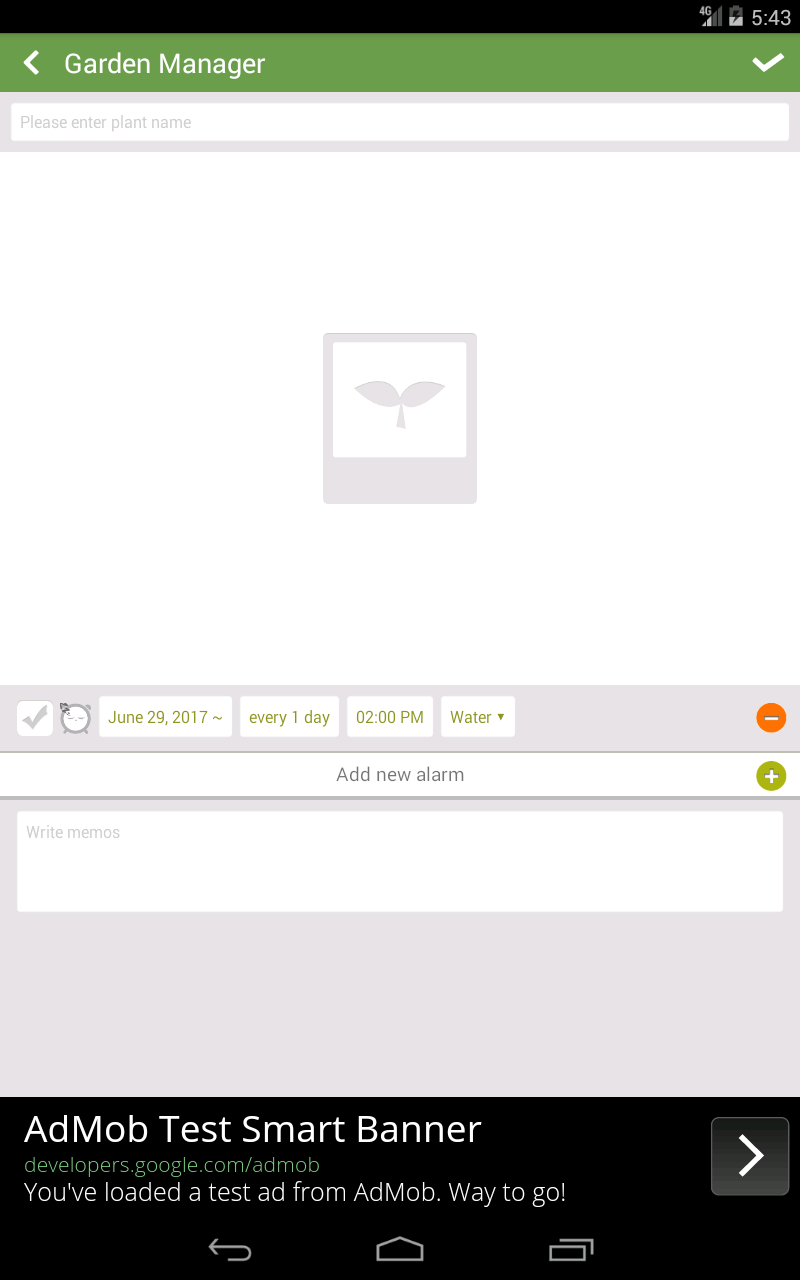 4G 5:43
Garden Manager
Please enter plant name
June 29, 2017 ~ every 1 day 02:00 PM Water
Add new alarm
Write memos
AdMob Test Smart Banner
developers.google.com/admob
You've loaded a test ad from AdMob. Way to go!